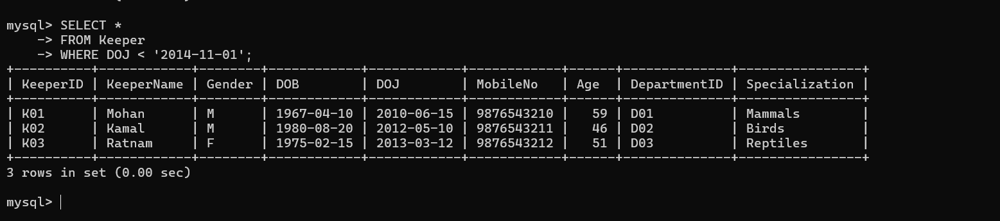 mysql> SELECT *
    -> FROM Keeper
    -> WHERE DOJ < '2014-11-01';
+----------+------------+--------+------------+------------+------------+------+--------------+----------------+
| KeeperID | KeeperName | Gender | DOB        | DOJ        | MobileNo   | Age  | DepartmentID | Specialization |
+----------+------------+--------+------------+------------+------------+------+--------------+----------------+
| K01      | Mohan      | M      | 1967-04-10 | 2010-06-15 | 9876543210 |   59 | D01          | Mammals        |
| K02      | Kamal      | M      | 1980-08-20 | 2012-05-10 | 9876543211 |   46 | D02          | Birds          |
| K03      | Ratnam     | F      | 1975-02-15 | 2013-03-12 | 9876543212 |   51 | D03          | Reptiles       |
+----------+------------+--------+------------+------------+------------+------+--------------+----------------+
3 rows in set (0.00 sec)
mysql>